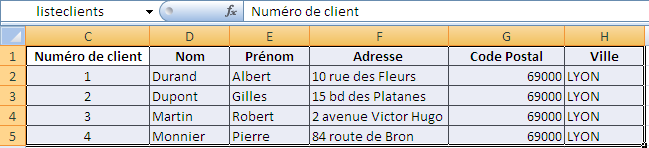 listeclients fx Numéro de client
C D E F G H
1 Numéro de client Nom Prénom Adresse Code Postal Ville
2 1 Durand Albert 10 rue des Fleurs 69000 LYON
3 2 Dupont Gilles 15 bd des Platanes 69000 LYON
4 3 Martin Robert 2 avenue Victor Hugo 69000 LYON
5 4 Monnier Pierre 84 route de Bron 69000 LYON